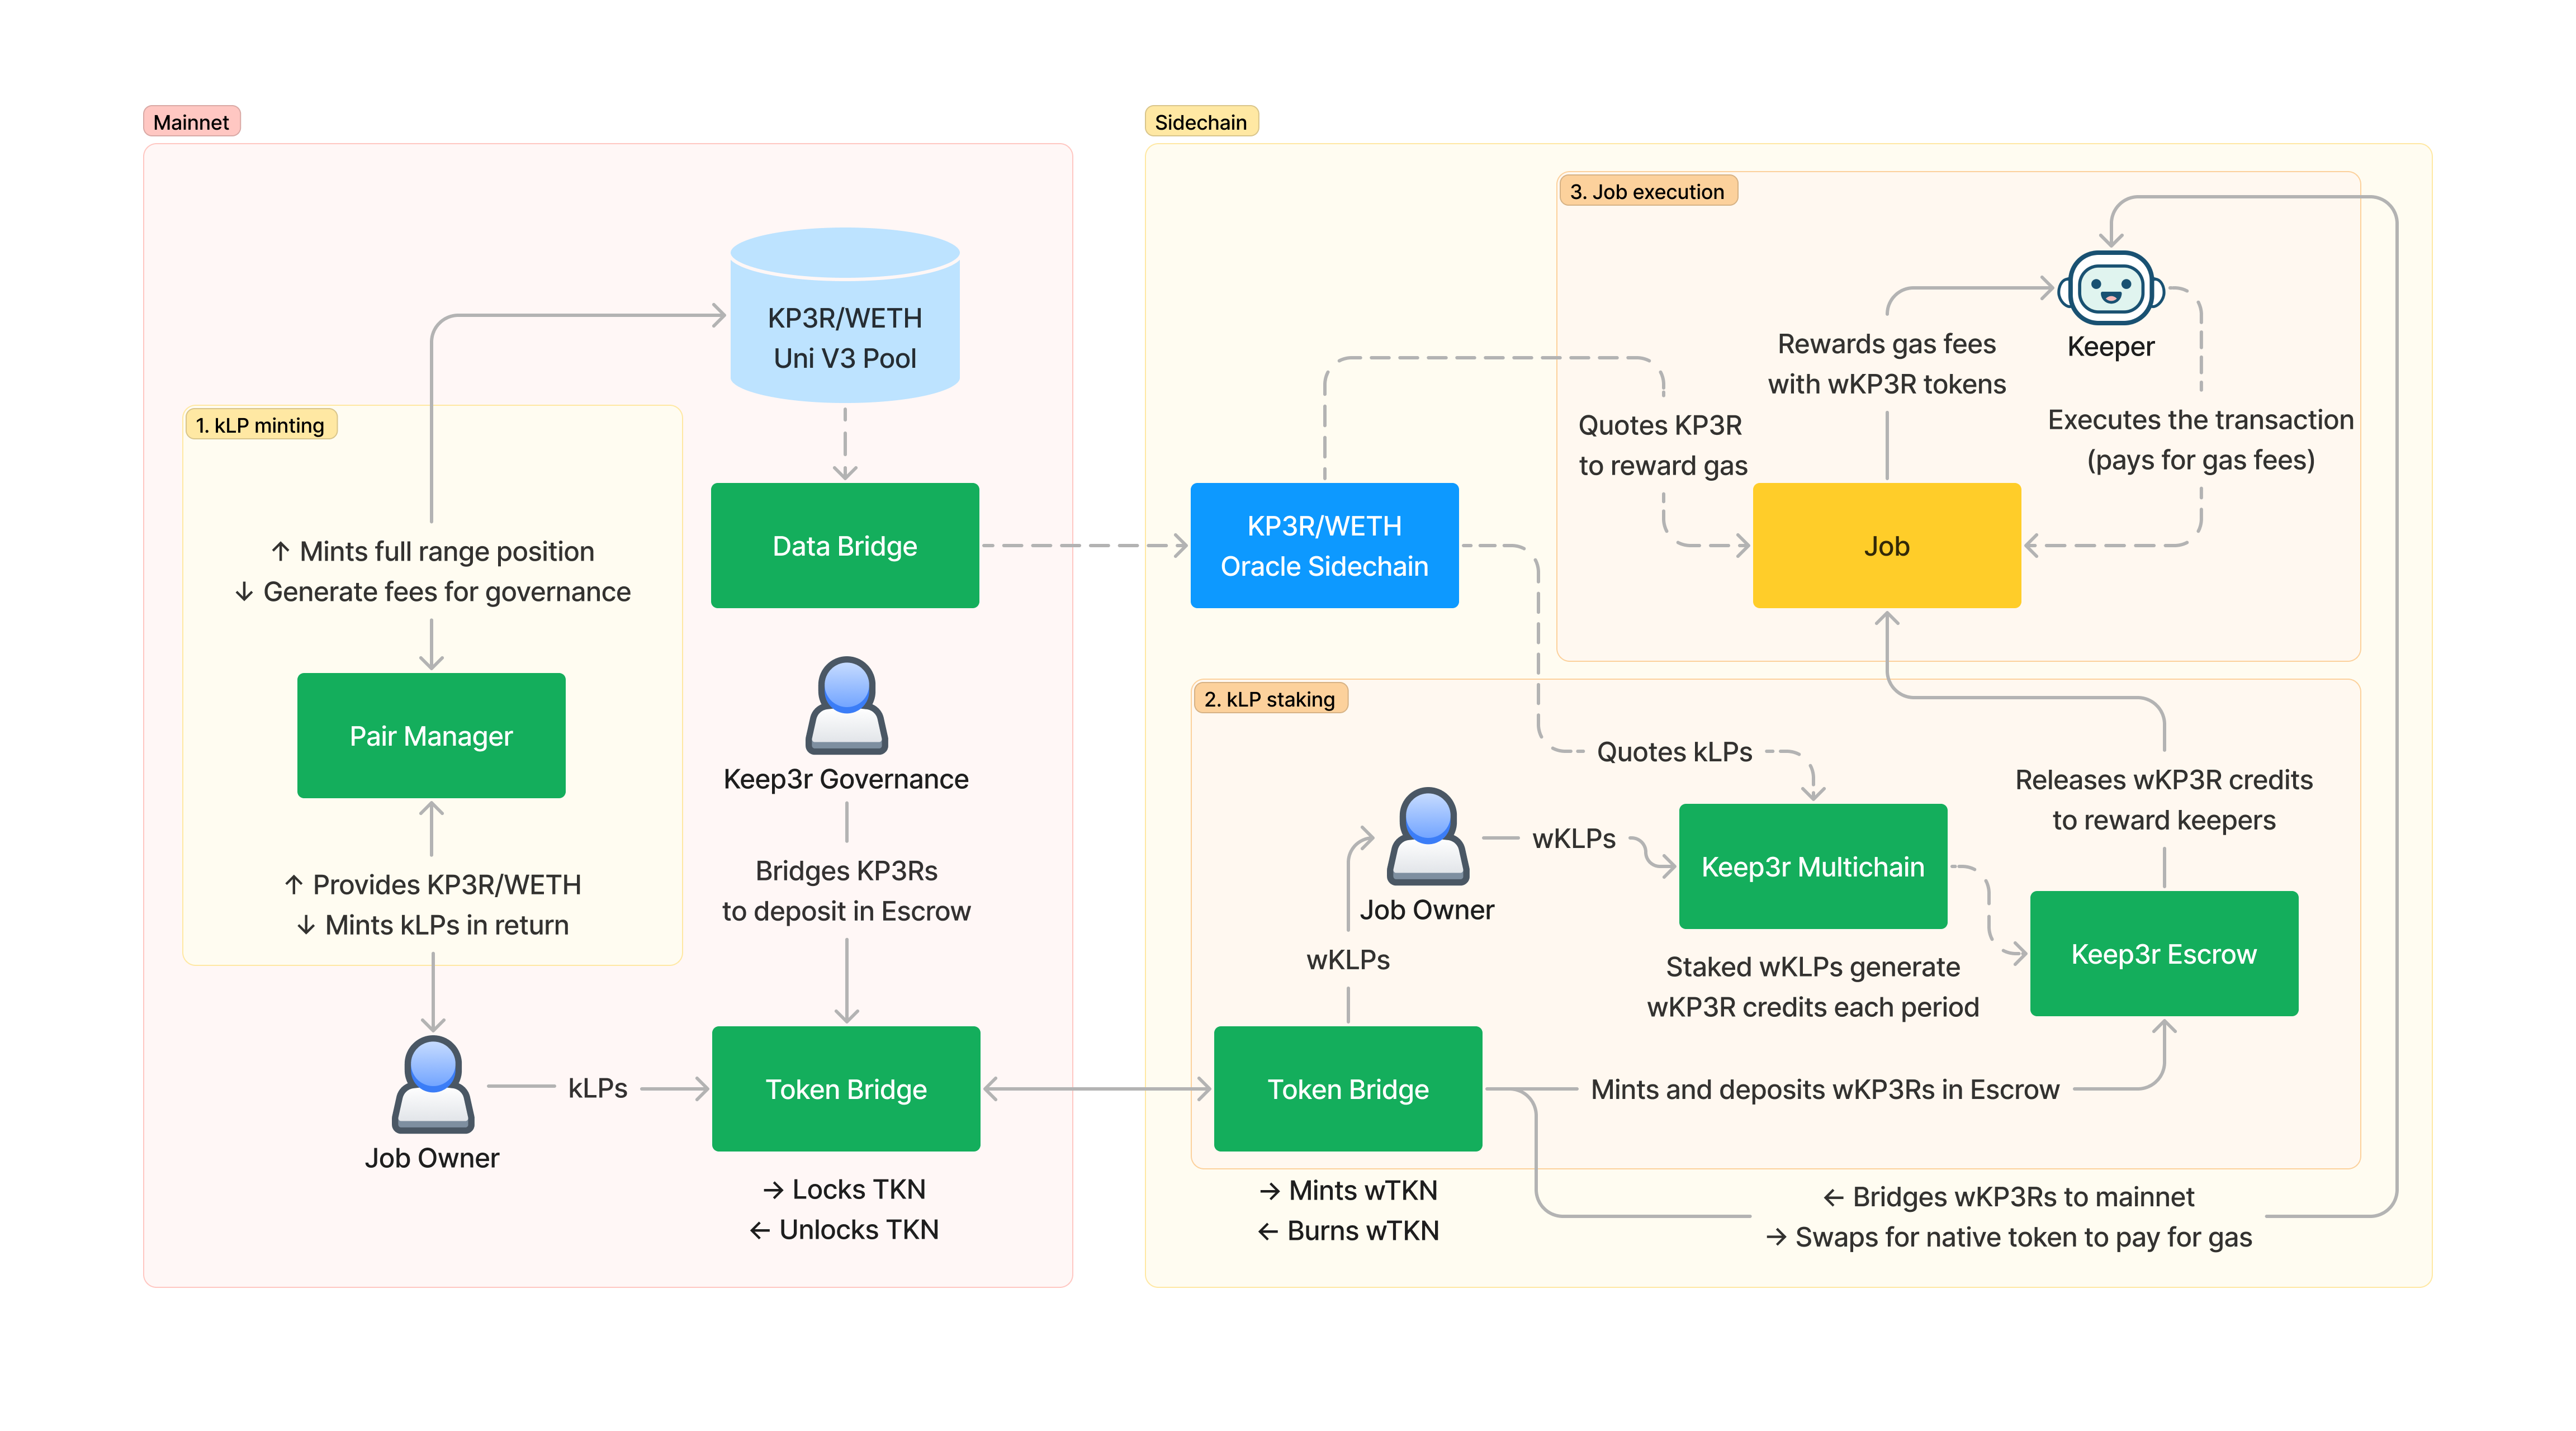 Mainnet
KP3R/WETH
Uni V3 Pool
1. kLP minting
↑ Mints full range position
↓ Generate fees for governance
Data Bridge
Pair Manager
Keep3r Governance
↑ Provides KP3R/WETH
↓ Mints kLPs in return
Bridges KP3Rs
to deposit in Escrow
Job Owner
kLPs
Token Bridge
→ Locks TKN
← Unlocks TKN
Sidechain
3. Job execution
Keeper
Rewards gas fees
with wKP3R tokens
Quotes KP3R
to reward gas
Executes the transaction
(pays for gas fees)
KP3R/WETH
Oracle Sidechain
Job
2. kLP staking
Quotes kLPs
Releases wKP3R credits
to reward keepers
Job Owner
wKLPs
Keep3r Multichain
wKLPs
Staked wKLPs generate
wKP3R credits each period
Keep3r Escrow
Token Bridge
Mints and deposits wKP3Rs in Escrow
→ Mints wTKN
← Burns wTKN
← Bridges wKP3Rs to mainnet
→ Swaps for native token to pay for gas